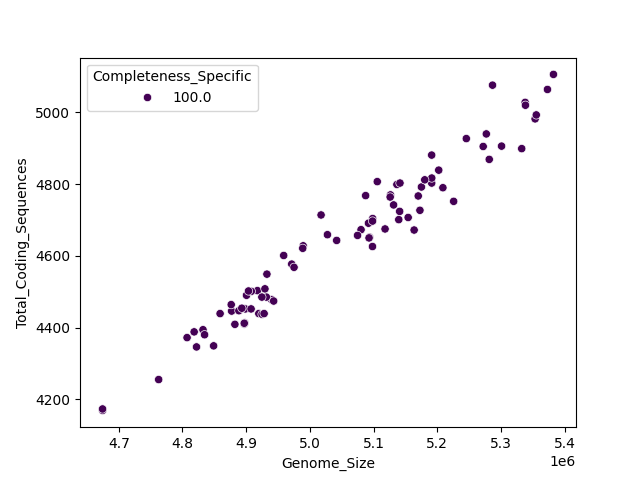 Completeness_Specific
100.0
Total_Coding_Sequences
5000
4800
4600
4400
4200
4.7 4.8 4.9 5.0 5.1 5.2 5.3 5.4
1e6
Genome_Size